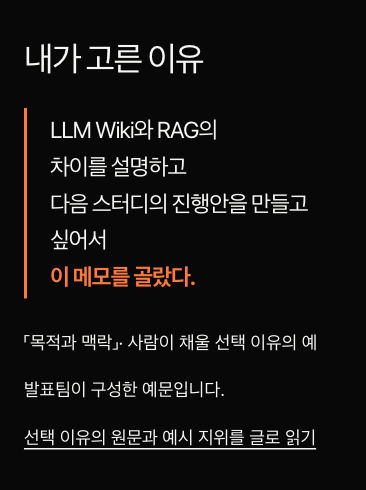 내가 고른 이유
LLM Wiki와 RAG의
차이를 설명하고
다음 스터디의 진행안을 만들고
싶어서
이 메모를 골랐다.
「목적과 맥락」· 사람이 채울 선택 이유의 예
발표팀이 구성한 예문입니다.
선택 이유의 원문과 예시 지위를 글로 읽기